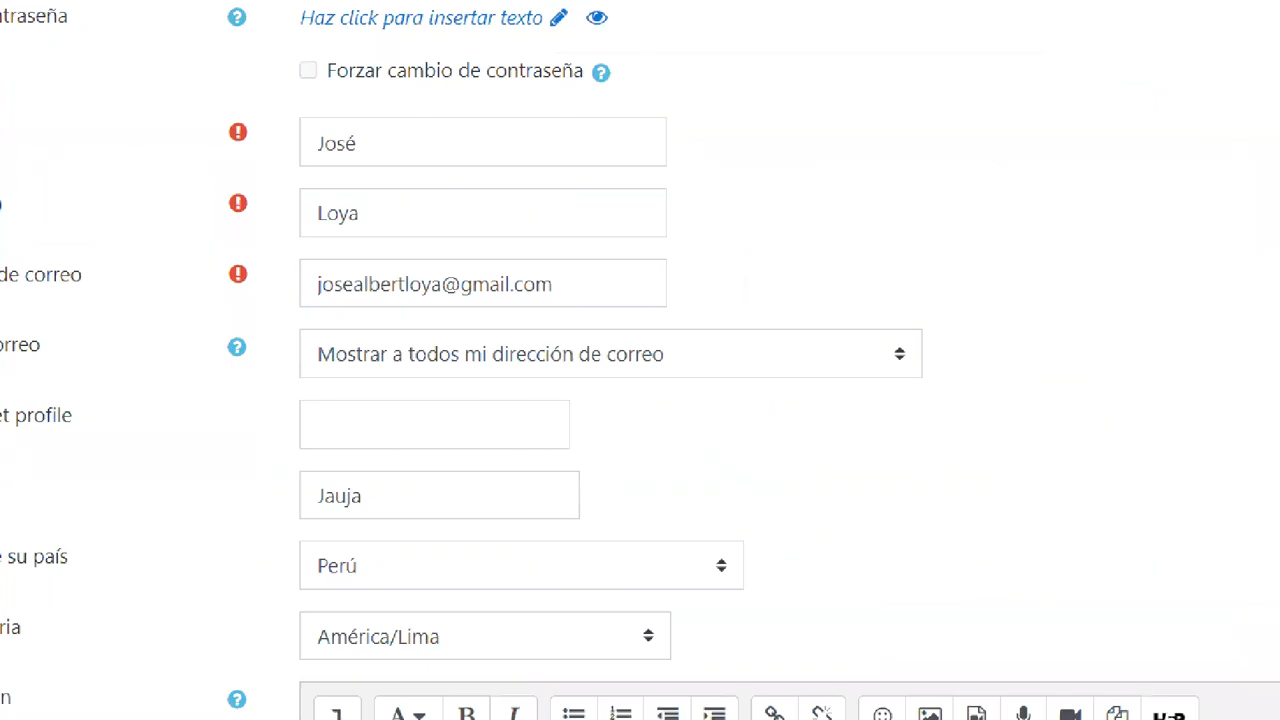 traseña Haz click para insertar texto
Forzar cambio de contraseña
José
Loya
de correo josealbertloya@gmail.com
orreo Mostrar a todos mi dirección de correo
et profile
Jauja
e su país Perú
ria América/Lima
n
A B I